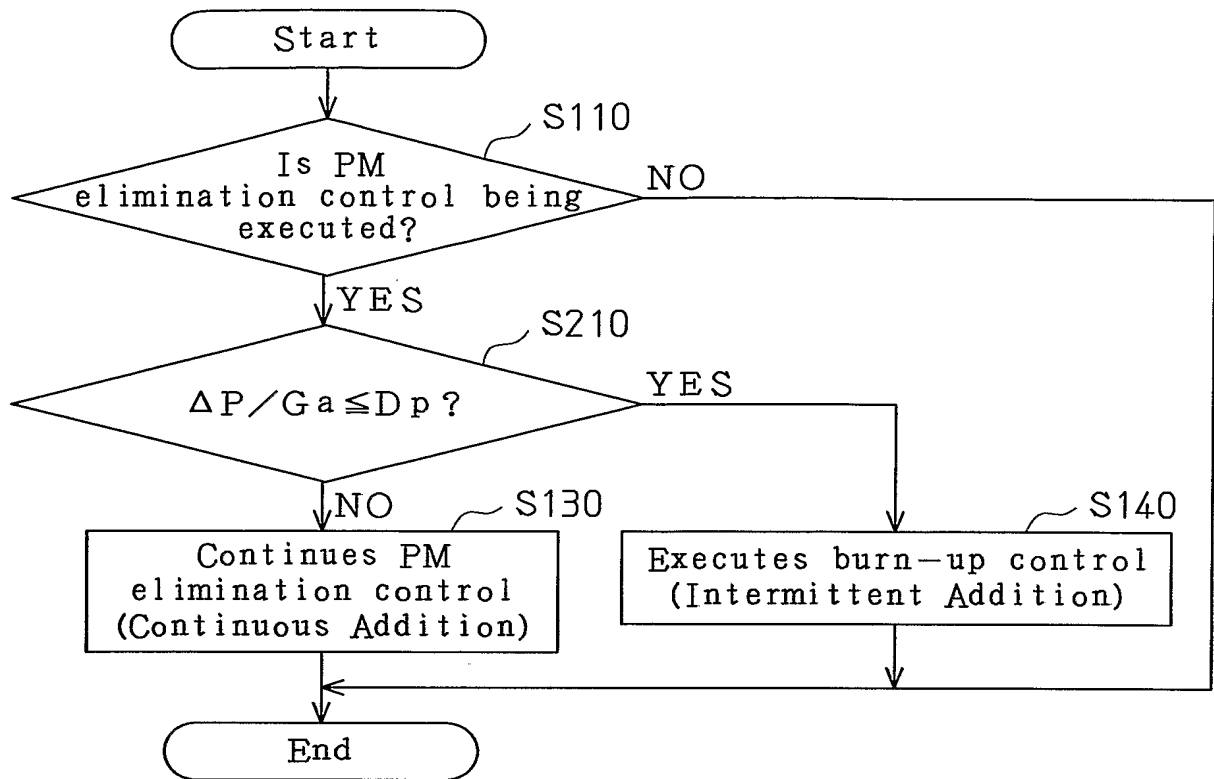 Start
S110
Is PM
elimination control being
executed?
NO
YES
S210
ΔP/Ga≦Dp?
YES
NO
S130
Continues PM
elimination control
(Continuous Addition)
S140
Executes burn-up control
(Intermittent Addition)
End